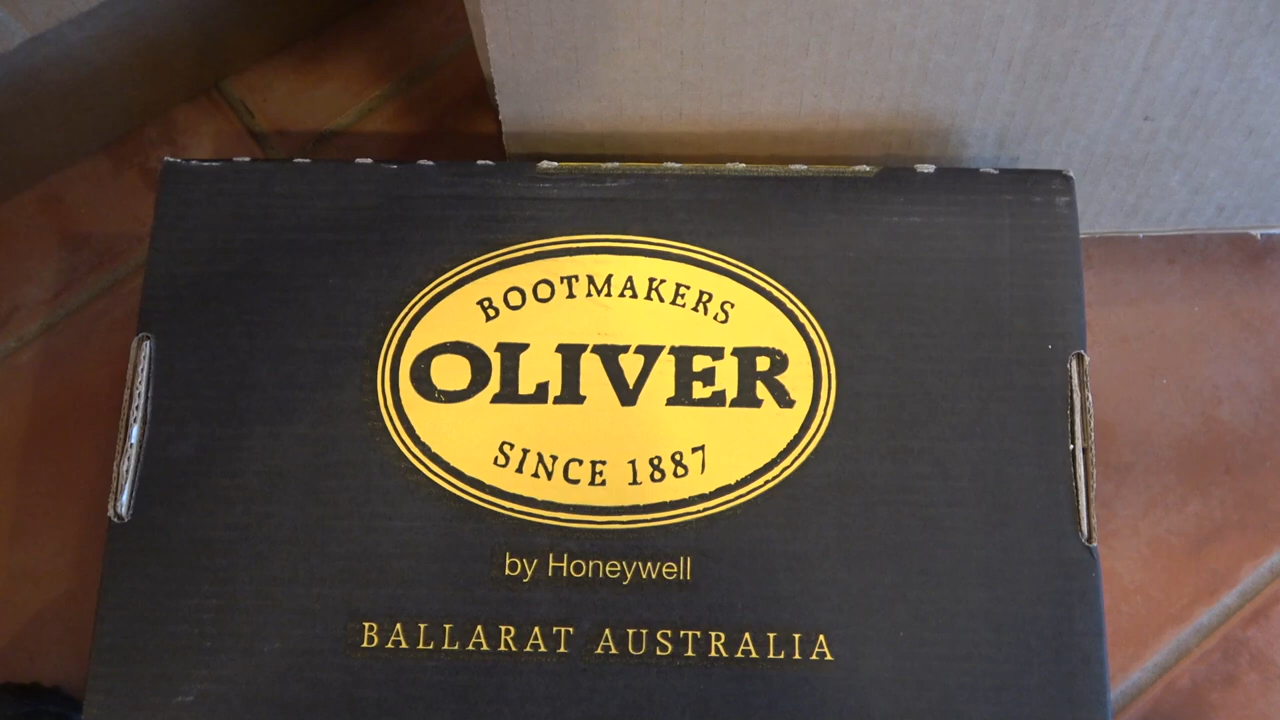 BOOTMAKERS
OLIVER
SINCE 1887
by Honeywell
BALLARAT AUSTRALIA